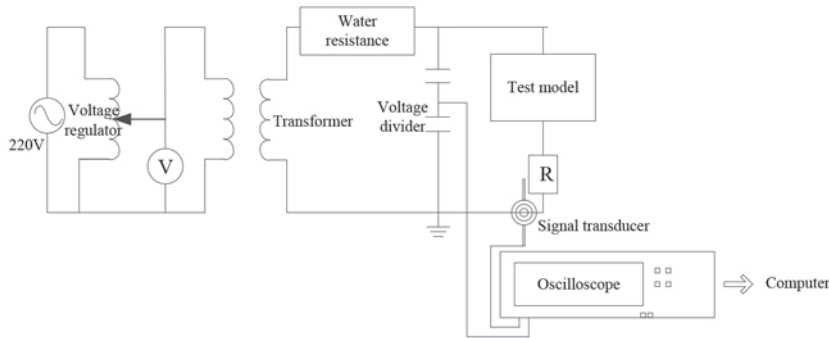 220V
Voltage
regulator
V
Transformer
Water
resistance
Voltage
divider
Test model
R
Signal transducer
Oscilloscope
Computer